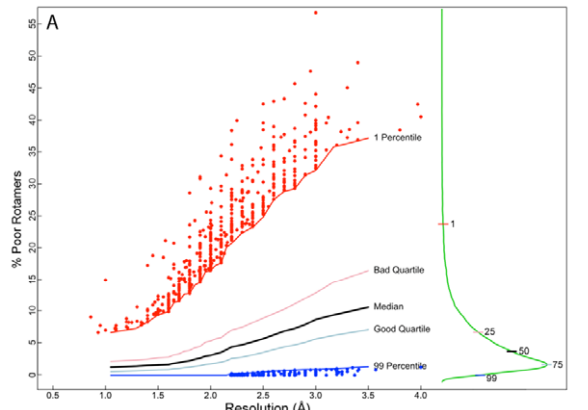 A
% Poor Rotamers
55
50
45
40
35
30
25
20
15
10
5
0
1 Percentile
Bad Quartile
Median
Good Quartile
99 Percentile
1
25
50
75
99
0.5 1.0 1.5 2.0 2.5 3.0 3.5 4.0
Resolution (Å)